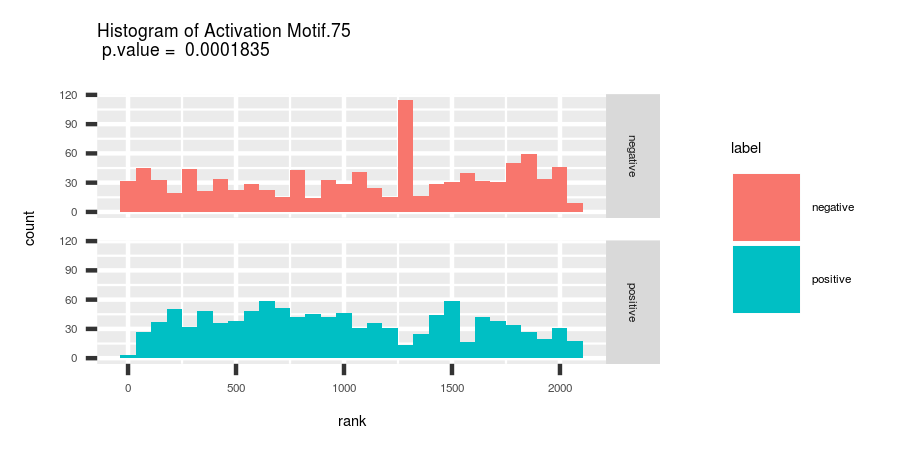 Histogram of Activation Motif.75
p.value = 0.0001835
count
120
90
60
30
0
negative
120
90
60
30
0
positive
0 500 1000 1500 2000
rank
label
negative
positive